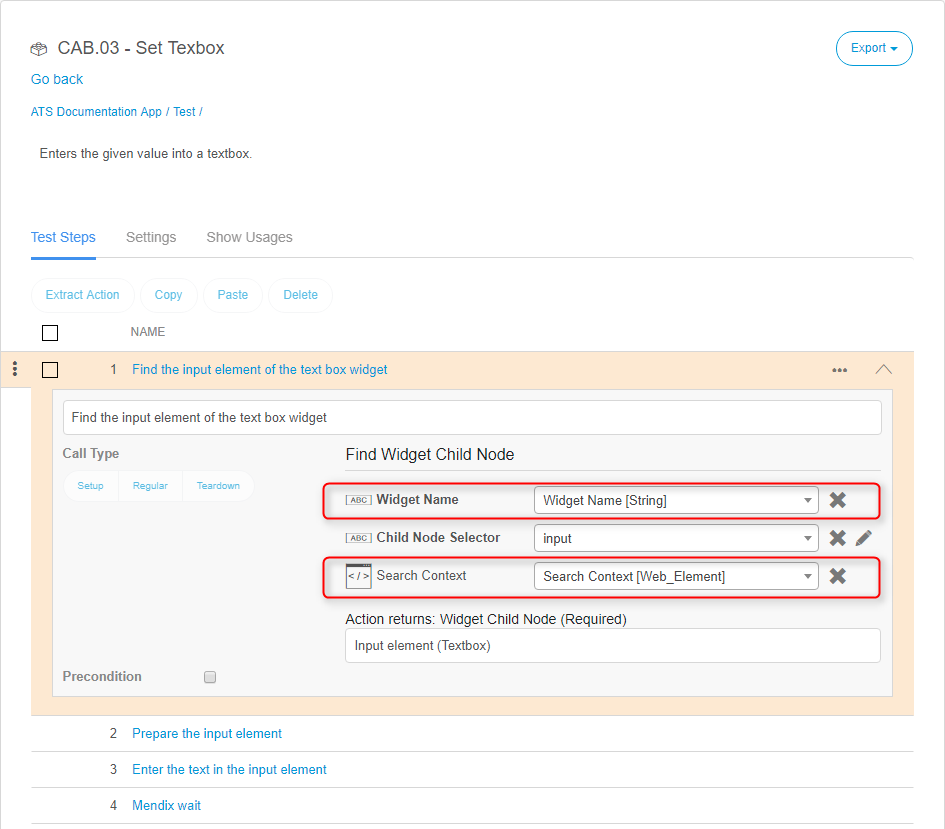 CAB.03 - Set Texbox
Export
Go back
ATS Documentation App / Test /
Enters the given value into a textbox.
Test Steps Settings Show Usages
Extract Action Copy Paste Delete
NAME
1 Find the input element of the text box widget
Find the input element of the text box widget
Call Type
Find Widget Child Node
Setup Regular Teardown
ABC Widget Name Widget Name [String]
ABC Child Node Selector input
</> Search Context Search Context [Web_Element]
Action returns: Widget Child Node (Required)
Input element (Textbox)
Precondition
2 Prepare the input element
3 Enter the text in the input element
4 Mendix wait